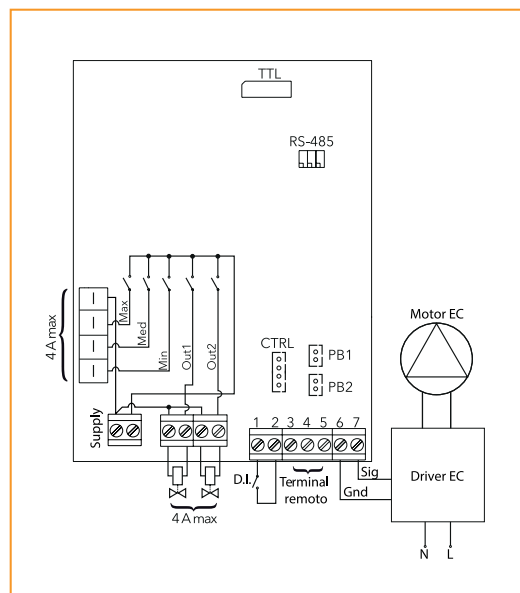 TTL
RS-485
4 A max
Max
Med
Min
Out1
Out2
CTRL
PB1
PB2
Motor EC
Supply
1 2 3 4 5 6 7
D.I.
Terminal
remoto
Sig
Gnd
Driver EC
4 A max
N L